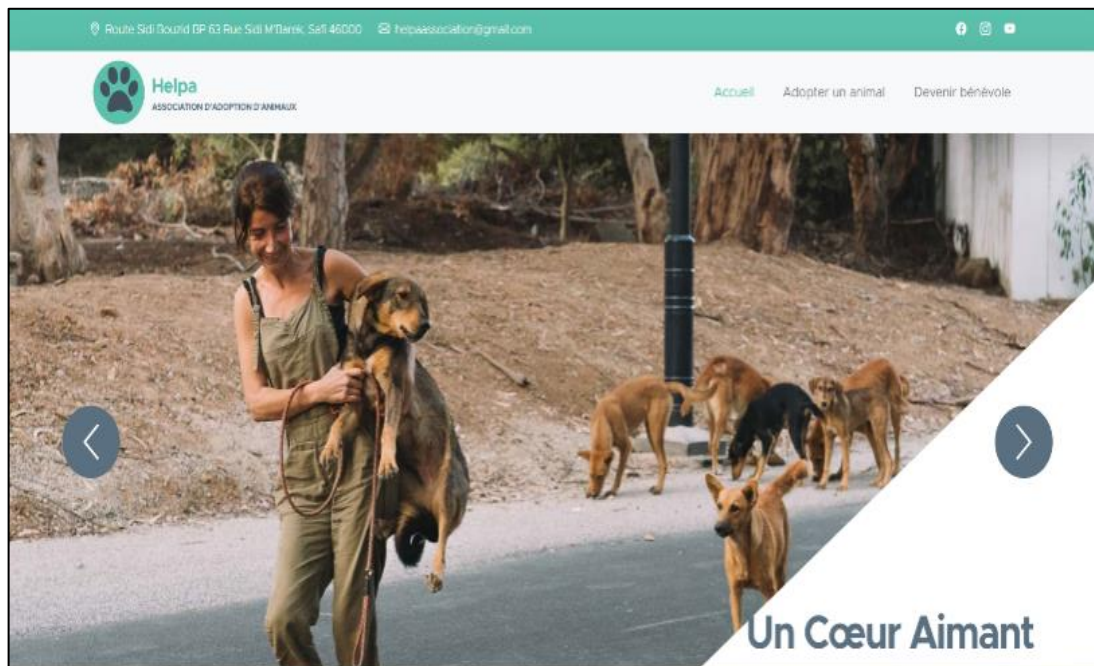 Route Sidi Bouzid BP 63 Rue Sidi M'Barek, Safi 46000 helpaassociation@gmail.com
Helpa
ASSOCIATION D'ADOPTION D'ANIMAUX
Accueil Adopter un animal Devenir bénévole
Un Cœur Aimant